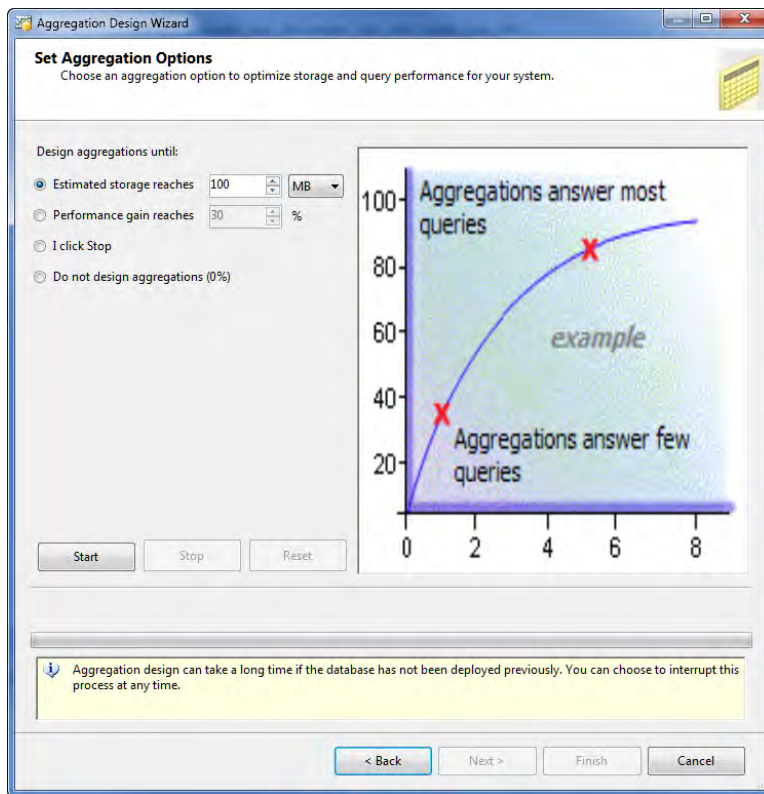 Aggregation Design Wizard
Set Aggregation Options
Choose an aggregation option to optimize storage and query performance for your system.
Design aggregations until:
Estimated storage reaches 100 MB
Performance gain reaches 30 %
I click Stop
Do not design aggregations (0%)
Start Stop Reset
100
80
60
40
20
Aggregations answer most
queries
example
Aggregations answer few
queries
0 2 4 6 8
Aggregation design can take a long time if the database has not been deployed previously. You can choose to interrupt this
process at any time.
< Back Next > Finish Cancel